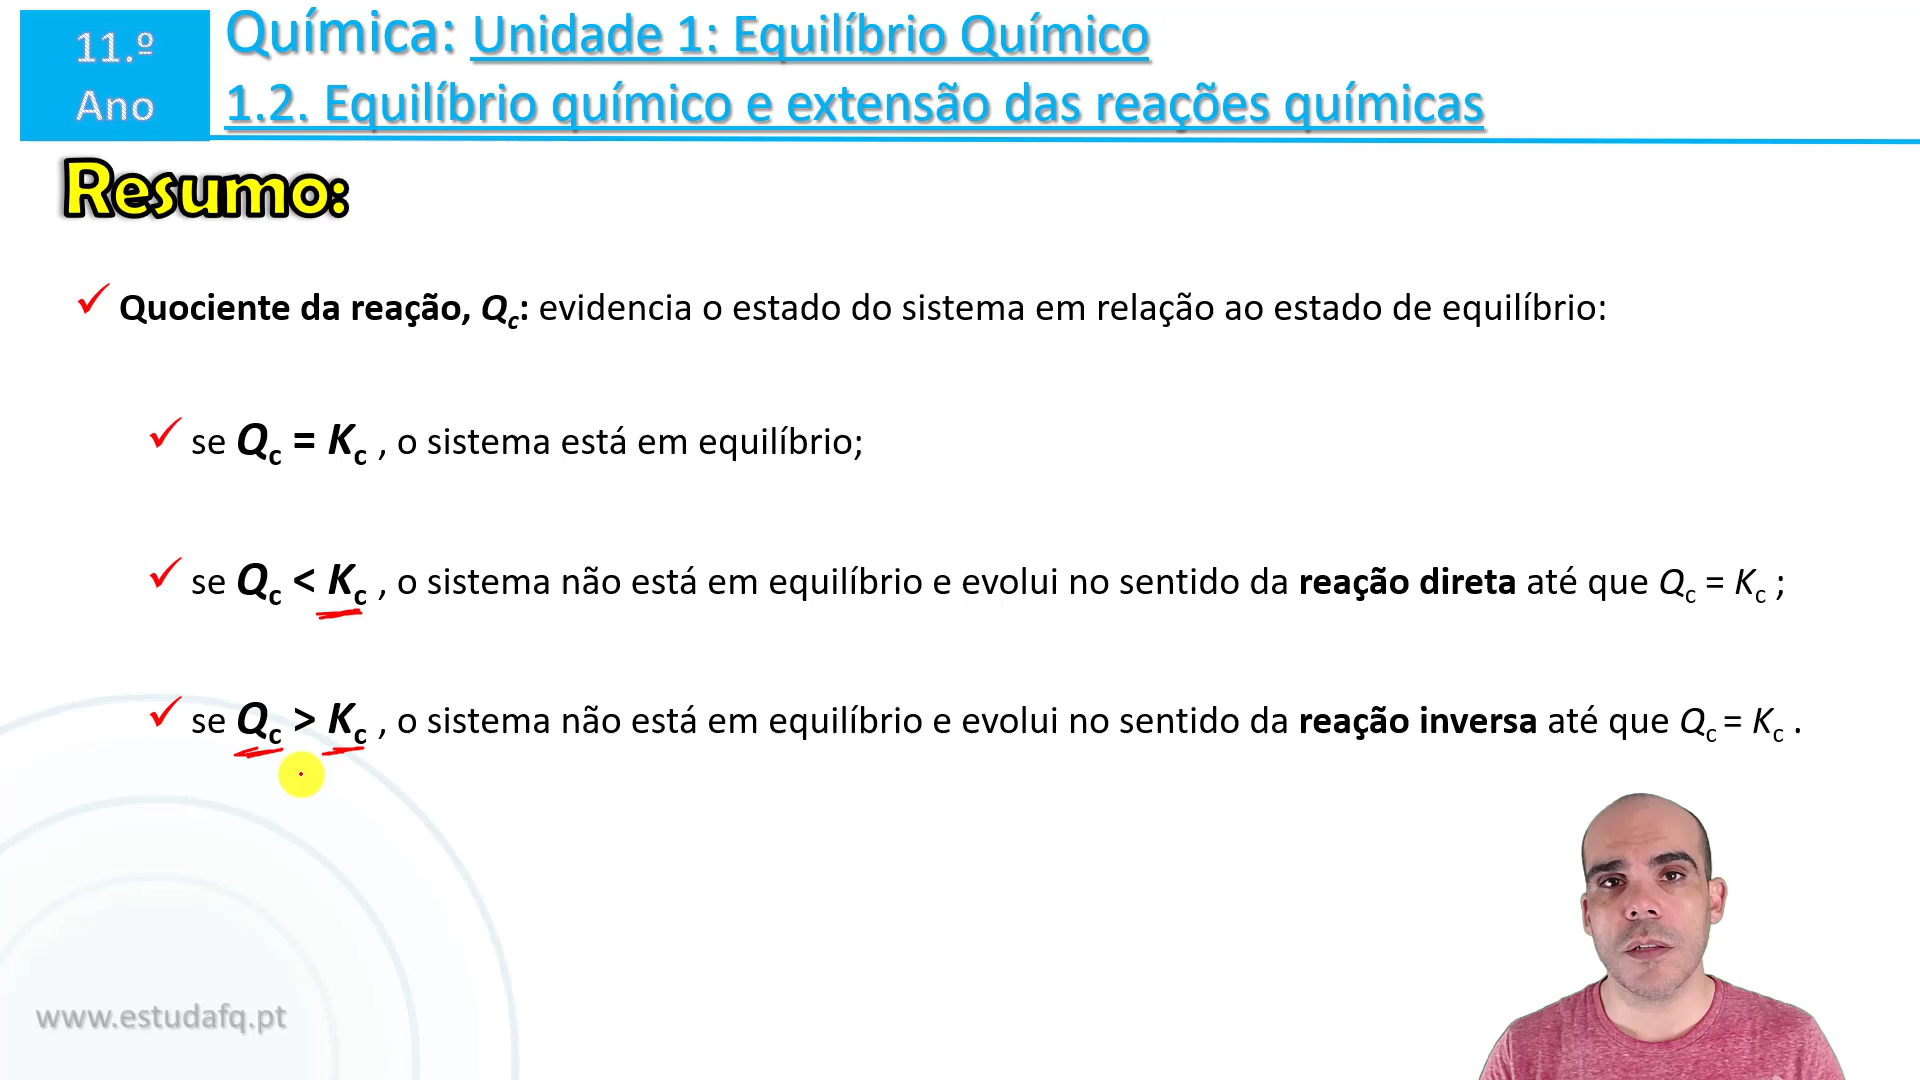 11.º
Ano
Química: Unidade 1: Equilíbrio Químico
1.2. Equilíbrio químico e extensão das reações químicas
Resumo:
Quociente da reação, Qc: evidencia o estado do sistema em relação ao estado de equilíbrio:
se Qc = Kc , o sistema está em equilíbrio;
se Qc < Kc , o sistema não está em equilíbrio e evolui no sentido da reação direta até que Qc = Kc ;
se Qc > Kc , o sistema não está em equilíbrio e evolui no sentido da reação inversa até que Qc = Kc .
www.estudafq.pt